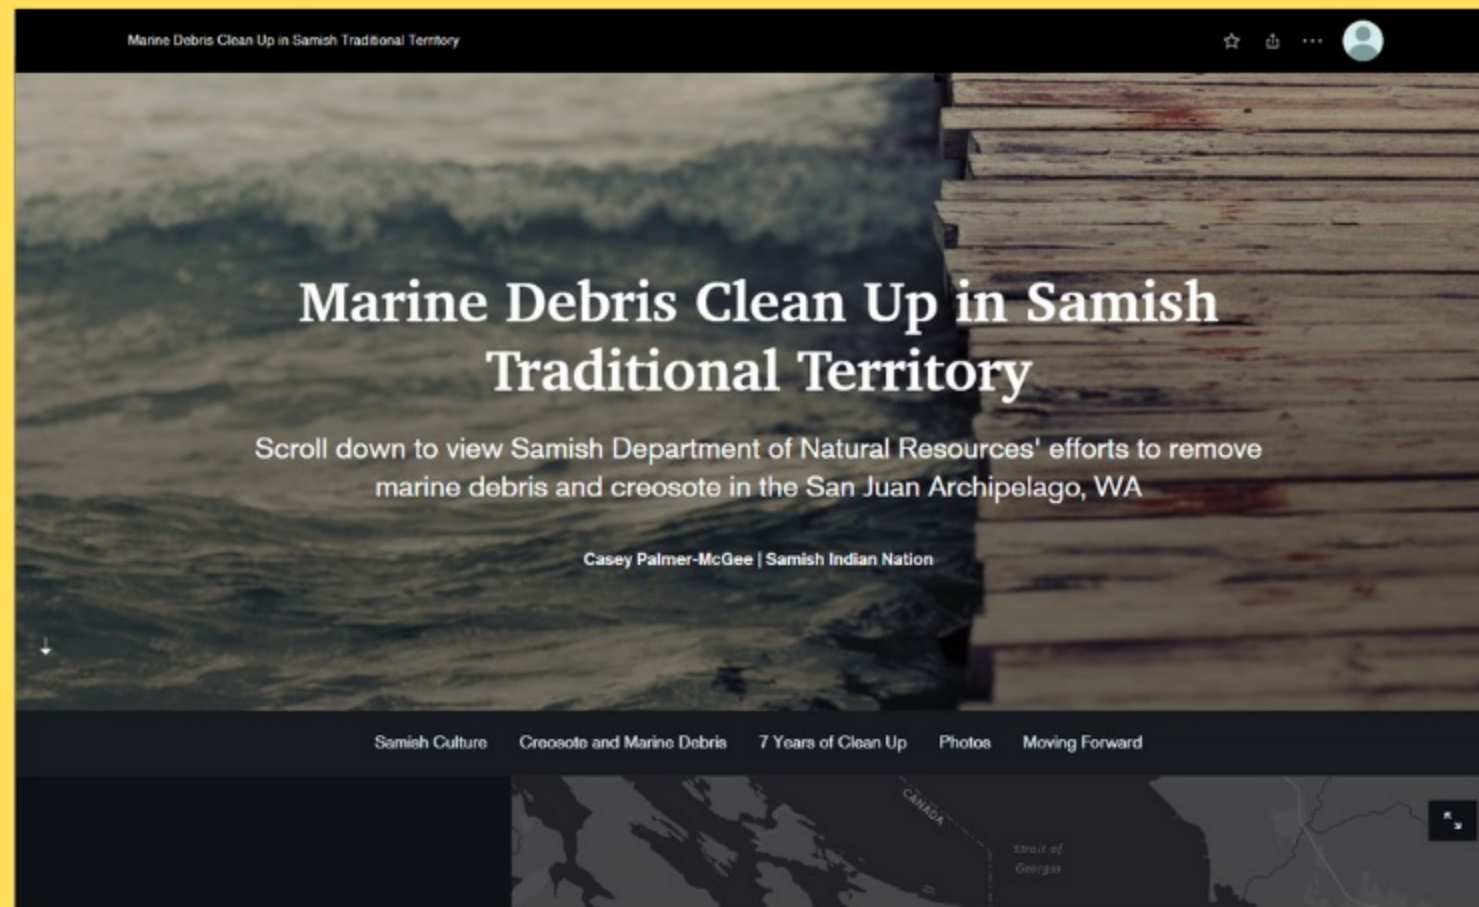 Marine Debris Clean Up in Samish Traditional Territory
Marine Debris Clean Up in Samish
Traditional Territory
Scroll down to view Samish Department of Natural Resources' efforts to remove
marine debris and creosote in the San Juan Archipelago, WA
Casey Palmer-McGee | Samish Indian Nation
Samish Culture Creosote and Marine Debris 7 Years of Clean Up Photos Moving Forward
CANADA
Strait of
Georgia